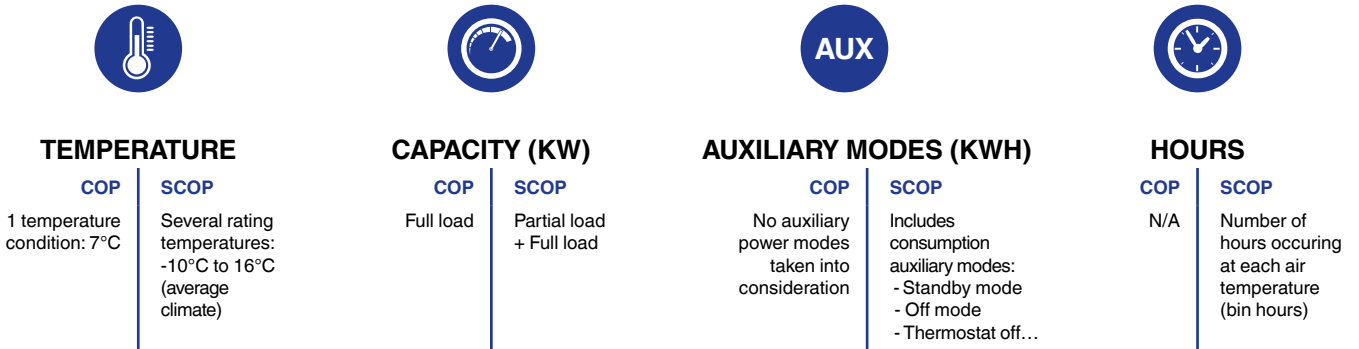 AUX
TEMPERATURE
COP
1 temperature
condition: 7°C
SCOP
Several rating
temperatures:
-10°C to 16°C
(average
climate)
CAPACITY (KW)
COP
Full load
SCOP
Partial load
+ Full load
AUXILIARY MODES (KWH)
COP
No auxiliary
power modes
taken into
consideration
SCOP
Includes
consumption
auxiliary modes:
- Standby mode
- Off mode
- Thermostat off…
HOURS
COP
N/A
SCOP
Number of
hours occuring
at each air
temperature
(bin hours)